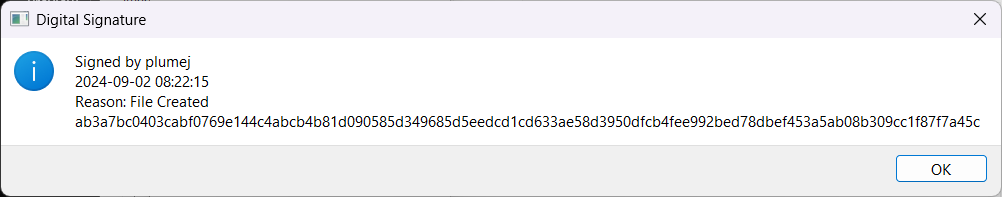 Digital Signature
Signed by plumej
2024-09-02 08:22:15
Reason: File Created
ab3a7bc0403cabf0769e144c4abcb4b81d090585d349685d5eedcd1cd633ae58d3950dfcb4fee992bed78dbef453a5ab08b309cc1f87f7a45c
OK